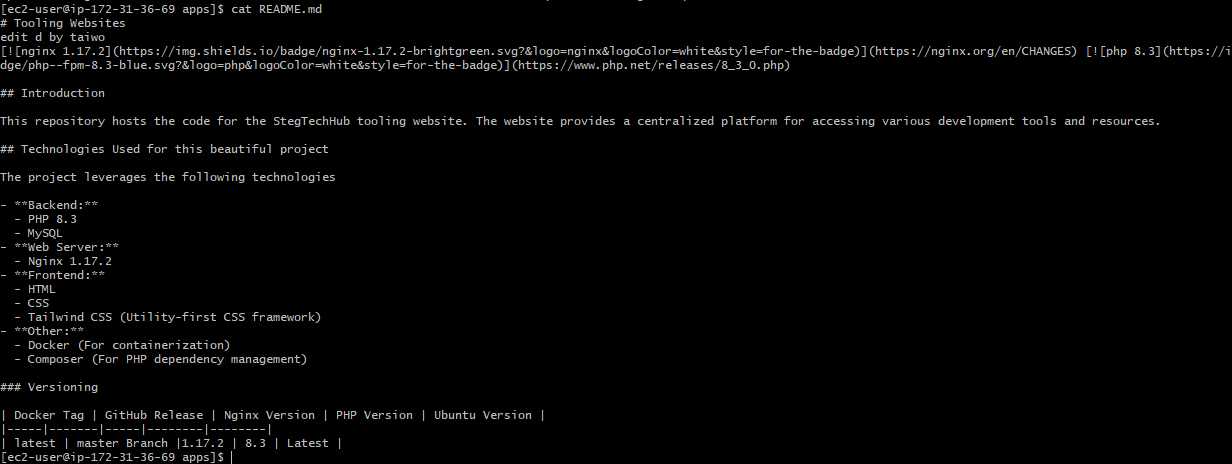 [ec2-user@ip-172-31-36-69 apps]$ cat README.md
# Tooling Websites
edit d by taiwo
[![nginx 1.17.2](https://img.shields.io/badge/nginx-1.17.2-brightgreen.svg?&logo=nginx&logoColor=white&style=for-the-badge)](https://nginx.org/en/CHANGES) [![php 8.3](https://i
dge/php--fpm-8.3-blue.svg?&logo=php&logoColor=white&style=for-the-badge)](https://www.php.net/releases/8_3_0.php)
## Introduction
This repository hosts the code for the StegTechHub tooling website. The website provides a centralized platform for accessing various development tools and resources.
## Technologies Used for this beautiful project
The project leverages the following technologies
- **Backend:**
  - PHP 8.3
  - MySQL
- **Web Server:**
  - Nginx 1.17.2
- **Frontend:**
  - HTML
  - CSS
  - Tailwind CSS (Utility-first CSS framework)
- **Other:**
  - Docker (For containerization)
  - Composer (For PHP dependency management)
### Versioning
| Docker Tag | GitHub Release | Nginx Version | PHP Version | Ubuntu Version |
|-----|-------|-----|--------|--------|
| latest | master Branch |1.17.2 | 8.3 | Latest |
[ec2-user@ip-172-31-36-69 apps]$